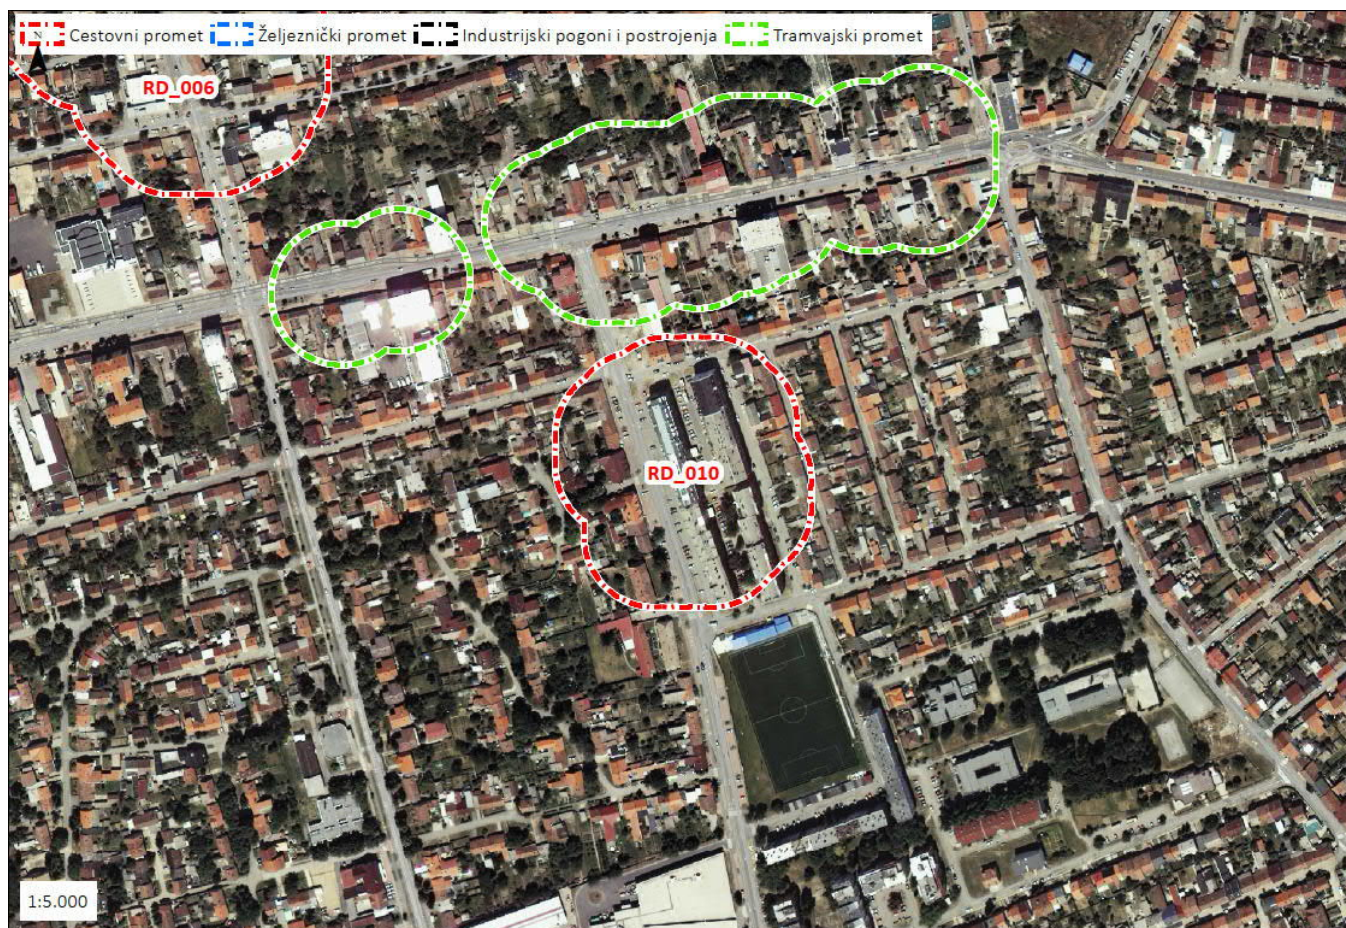 Cestovni promet Željeznički promet Industrijski pogoni i postrojenja Tramvajski promet
N
RD_006
RD_010
1:5.000